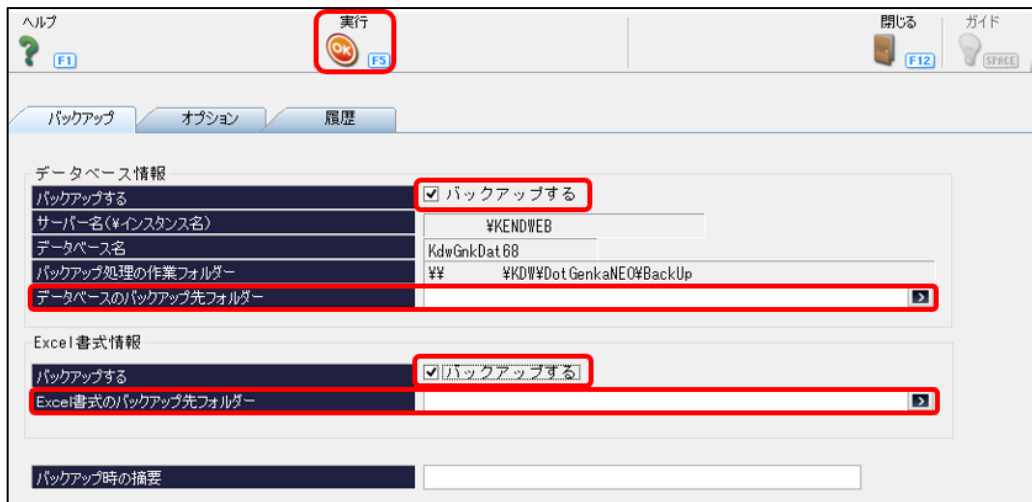 ヘルプ 実行 閉じる ガイド
F1 OK F5 F12 SPACE
バックアップ オプション 履歴
データベース情報
バックアップする バックアップする
サーバー名(¥インスタンス名) ¥KENDWEB
データベース名 KdwGnkDat68
バックアップ処理の作業フォルダー ¥¥ ¥KDW¥DotGenkaNEO¥BackUp
データベースのバックアップ先フォルダー
Excel書式情報
バックアップする バックアップする
Excel書式のバックアップ先フォルダー
バックアップ時の摘要